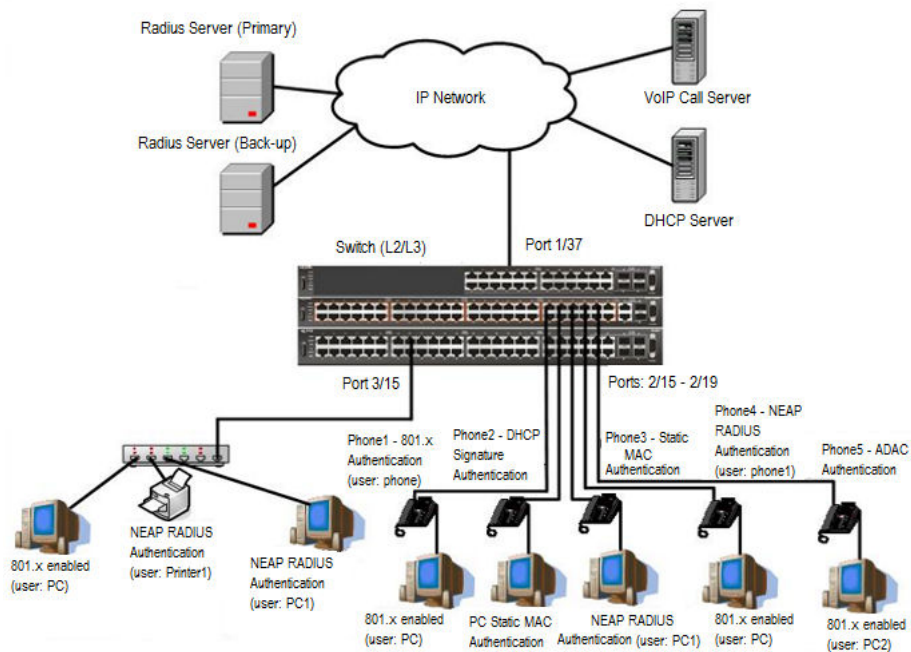 Radius Server (Primary)
IP Network
VoIP Call Server
Radius Server (Back-up)
DHCP Server
Switch (L2/L3)
Port 1/37
Port 3/15
Ports: 2/15 - 2/19
Phone1 - 801.x
Authentication
(user: phone)
Phone2 - DHCP
Signature
Authentication
Phone3 - Static
MAC
Authentication
Phone4 - NEAP
RADIUS
Authentication
(user: phone1)
Phone5 - ADAC
Authentication
801.x enabled
(user: PC)
NEAP RADIUS
Authentication
(user: Printer1)
NEAP RADIUS
Authentication
(user: PC1)
801.x enabled
(user: PC)
PC Static MAC
Authentication
NEAP RADIUS
Authentication (user: PC1)
801.x enabled
(user: PC)
801.x enabled
(user: PC2)